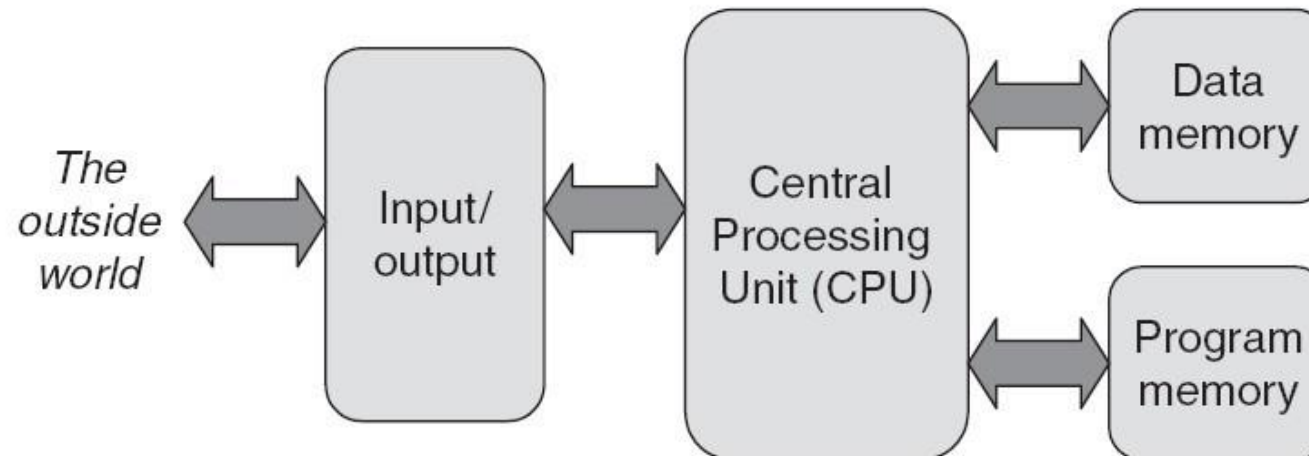 The
outside
world
Input/
output
Central
Processing
Unit (CPU)
Data
memory
Program
memory